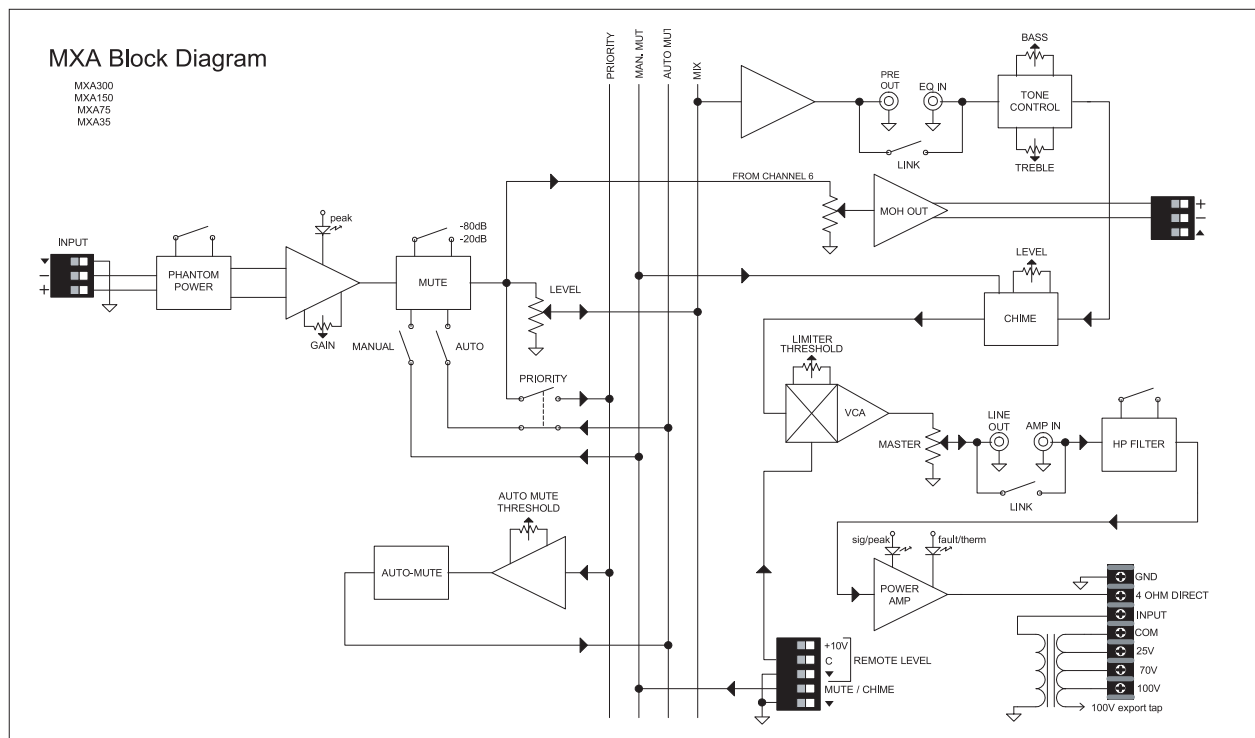 MXA Block Diagram
MXA300
MXA150
MXA75
MXA35
PRIORITY
MAN. MUT
AUTO MUT
MIX
PRE
OUT
EQ IN
LINK
BASS
TONE
CONTROL
TREBLE
FROM CHANNEL 6
MOH OUT
+
−
INPUT
−
+
PHANTOM
POWER
peak
GAIN
-80dB
-20dB
MUTE
LEVEL
MANUAL
AUTO
PRIORITY
LEVEL
CHIME
LIMITER
THRESHOLD
VCA
MASTER
LINE
OUT
AMP IN
LINK
HP FILTER
AUTO MUTE
THRESHOLD
AUTO-MUTE
sig/peak
fault/therm
POWER
AMP
GND
4 OHM DIRECT
INPUT
COM
25V
70V
100V
100V export tap
+10V
C
REMOTE LEVEL
MUTE / CHIME